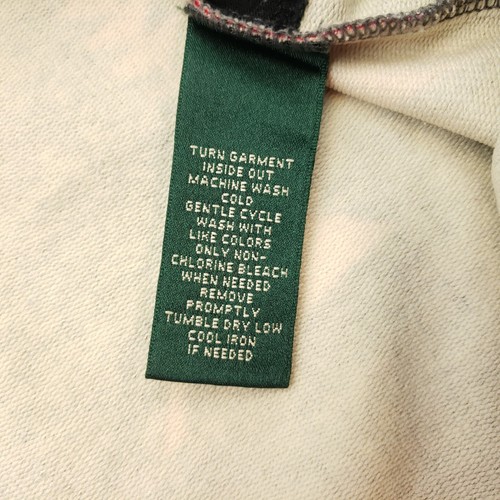 TURN GARMENT
INSIDE OUT
MACHINE WASH
COLD
GENTLE CYCLE
WASH WITH
LIKE COLORS
ONLY NON-
CHLORINE BLEACH
WHEN NEEDED
REMOVE
PROMPTLY
TUMBLE DRY LOW
COOL IRON
IF NEEDED